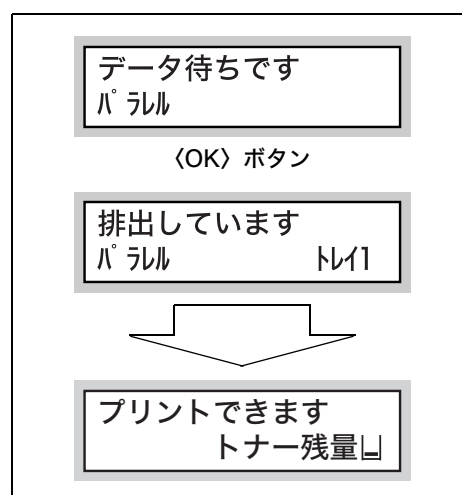 データ待ちです
ﾊﾟﾗﾚﾙ
〈OK〉ボタン
排出しています
ﾊﾟﾗﾚﾙ ﾄﾚｲ1
プリントできます
トナー残量